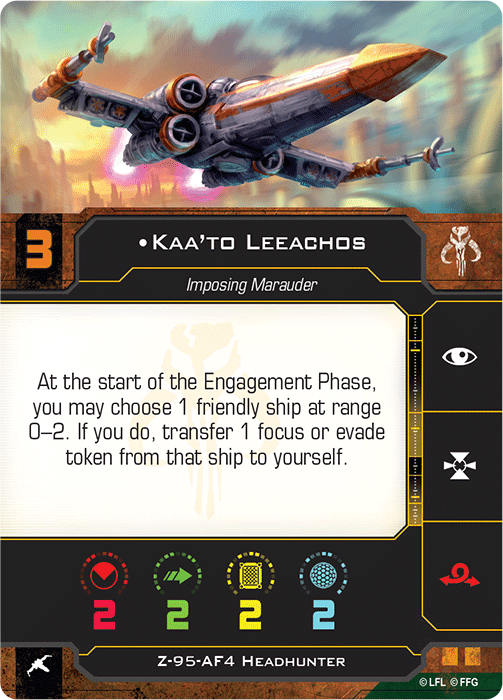 3
•Kaa'to Leeachos
Imposing Marauder
At the start of the Engagement Phase,
you may choose 1 friendly ship at range
0–2. If you do, transfer 1 focus or evade
token from that ship to yourself.
2 2 2 2
Z-95-AF4 Headhunter
©LFL ©FFG